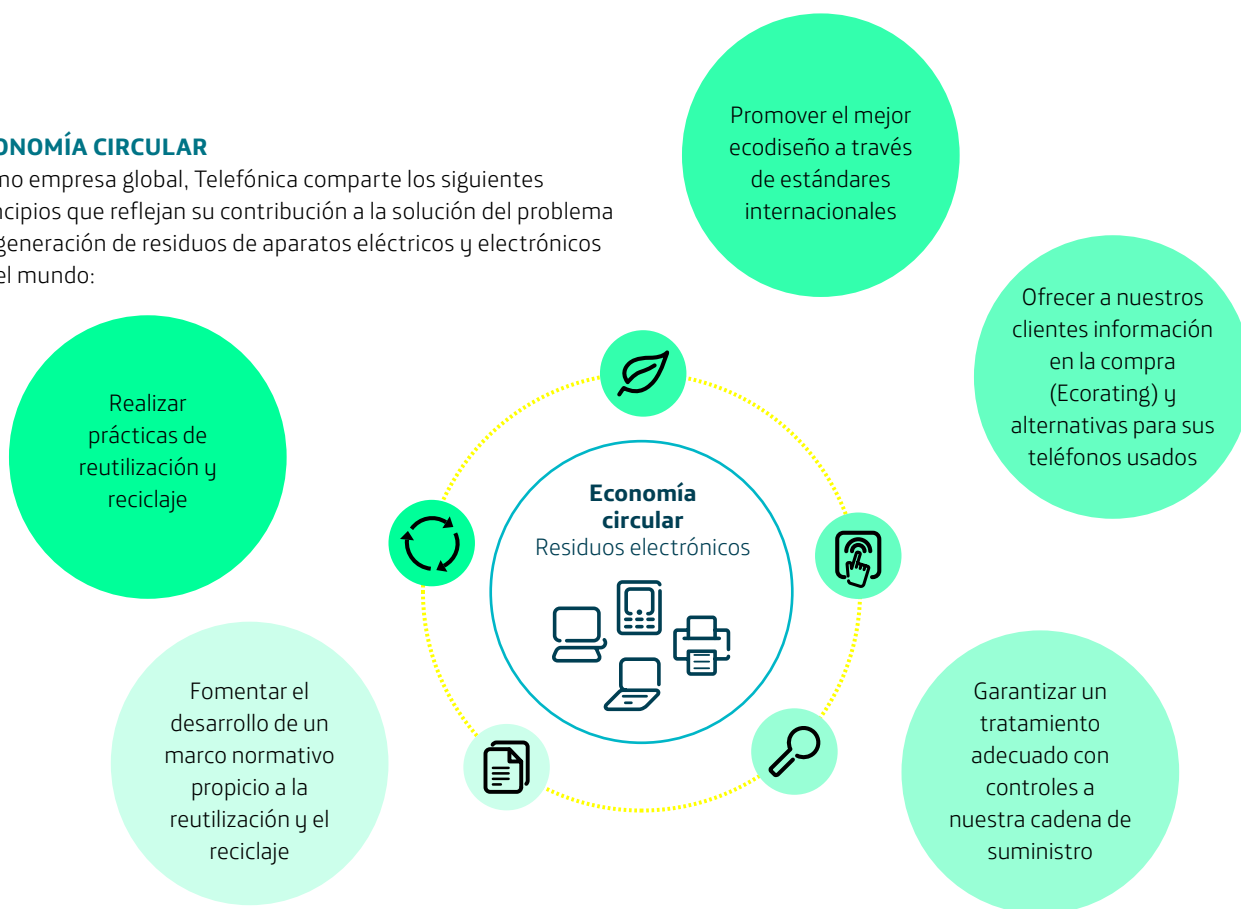 ONOMÍA CIRCULAR
mo empresa global, Telefónica comparte los siguientes
ncipios que reflejan su contribución a la solución del problema
generación de residuos de aparatos eléctricos y electrónicos
el mundo:
Promover el mejor
ecodiseño a través
de estándares
internacionales
Ofrecer a nuestros
clientes información
en la compra
(Ecorating) y
alternativas para sus
teléfonos usados
Realizar
prácticas de
reutilización y
reciclaje
Economía
circular
Residuos electrónicos
Fomentar el
desarrollo de un
marco normativo
propicio a la
reutilización y el
reciclaje
Garantizar un
tratamiento
adecuado con
controles a
nuestra cadena de
suministro